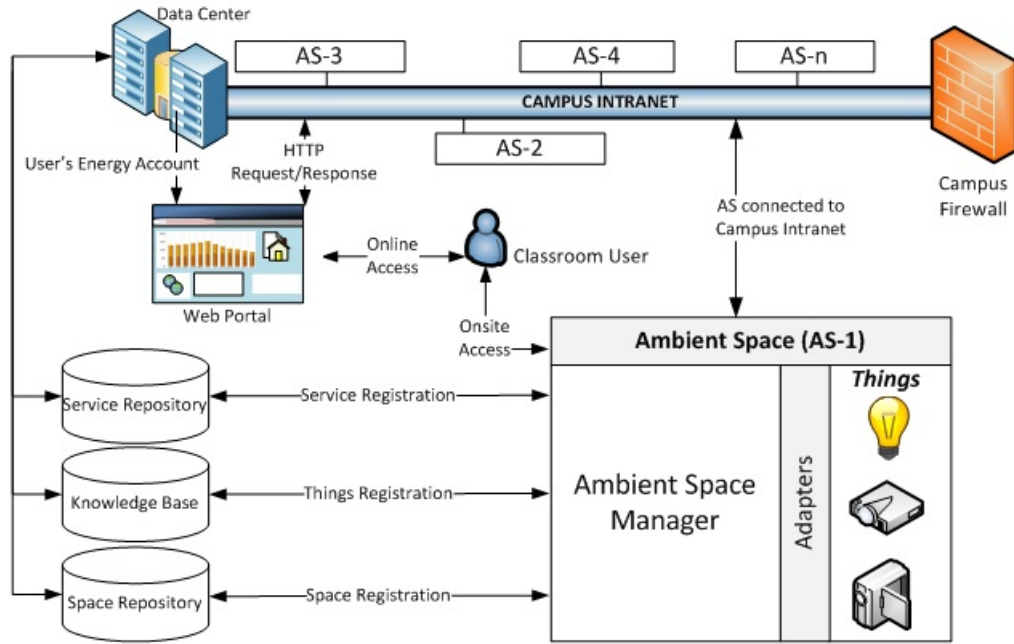 Data Center
AS-3
AS-4
AS-n
CAMPUS INTRANET
AS-2
User's Energy Account
HTTP
Request/Response
Campus
Firewall
AS connected to
Campus Intranet
Online
Access
Classroom User
Web Portal
Onsite
Access
Ambient Space (AS-1)
Things
Service Repository
Service Registration
Knowledge Base
Things Registration
Ambient Space
Manager
Adapters
Space Repository
Space Registration